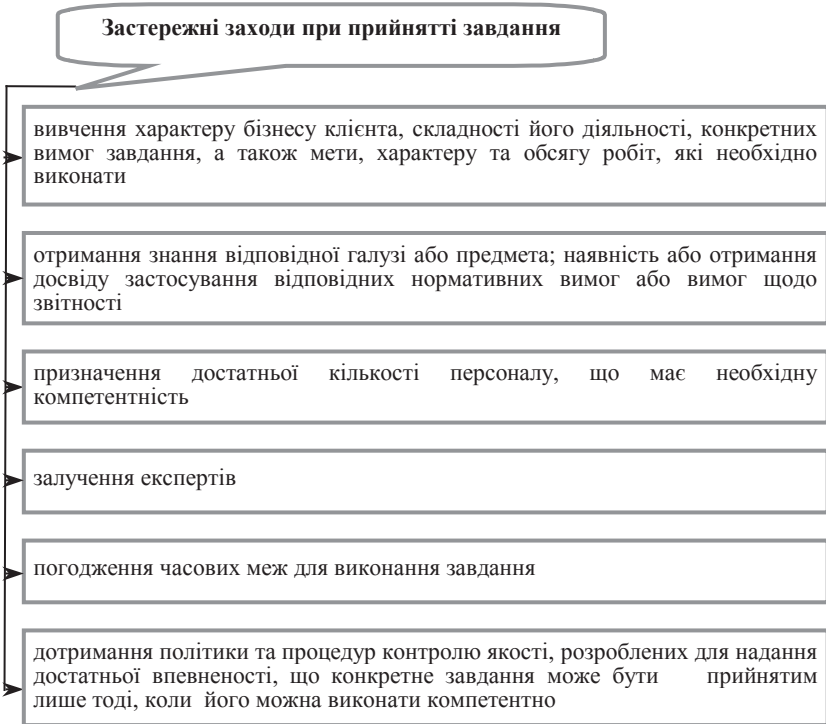 Застережні заходи при прийнятті завдання
вивчення характеру бізнесу клієнта, складності його діяльності, конкретних
вимог завдання, а також мети, характеру та обсягу робіт, які необхідно
виконати
отримання знання відповідної галузі або предмета; наявність або отримання
досвіду застосування відповідних нормативних вимог або вимог щодо
звітності
призначення достатньої кількості персоналу, що має необхідну
компетентність
залучення експертів
погодження часових меж для виконання завдання
дотримання політики та процедур контролю якості, розроблених для надання
достатньої впевненості, що конкретне завдання може бути прийнятим
лише тоді, коли його можна виконати компетентно